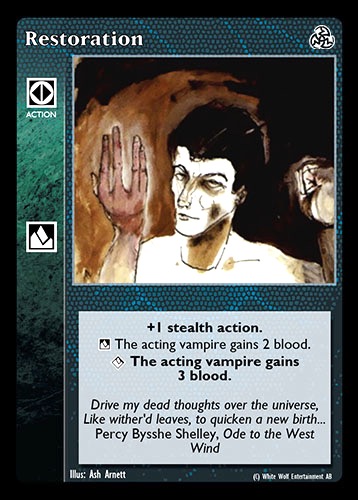 Restoration
ACTION
+1 stealth action.
The acting vampire gains 2 blood.
The acting vampire gains
3 blood.
Drive my dead thoughts over the universe,
Like wither'd leaves, to quicken a new birth...
Percy Bysshe Shelley, Ode to the West
Wind
Illus: Ash Arnett
(C) White Wolf Entertainment AB